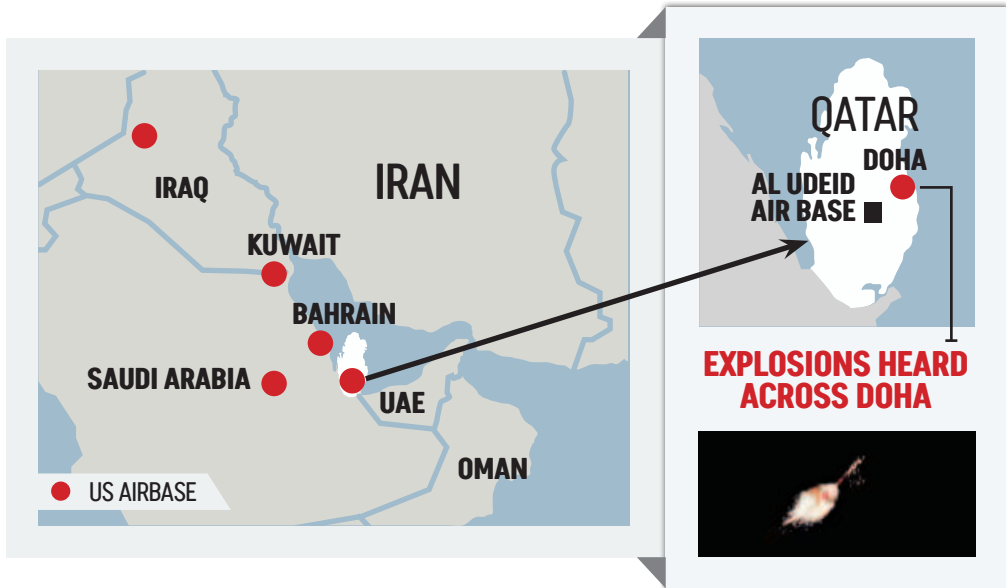 IRAQ
IRAN
KUWAIT
BAHRAIN
SAUDI ARABIA
UAE
OMAN
US AIRBASE
QATAR
DOHA
AL UDEID
AIR BASE
EXPLOSIONS HEARD
ACROSS DOHA